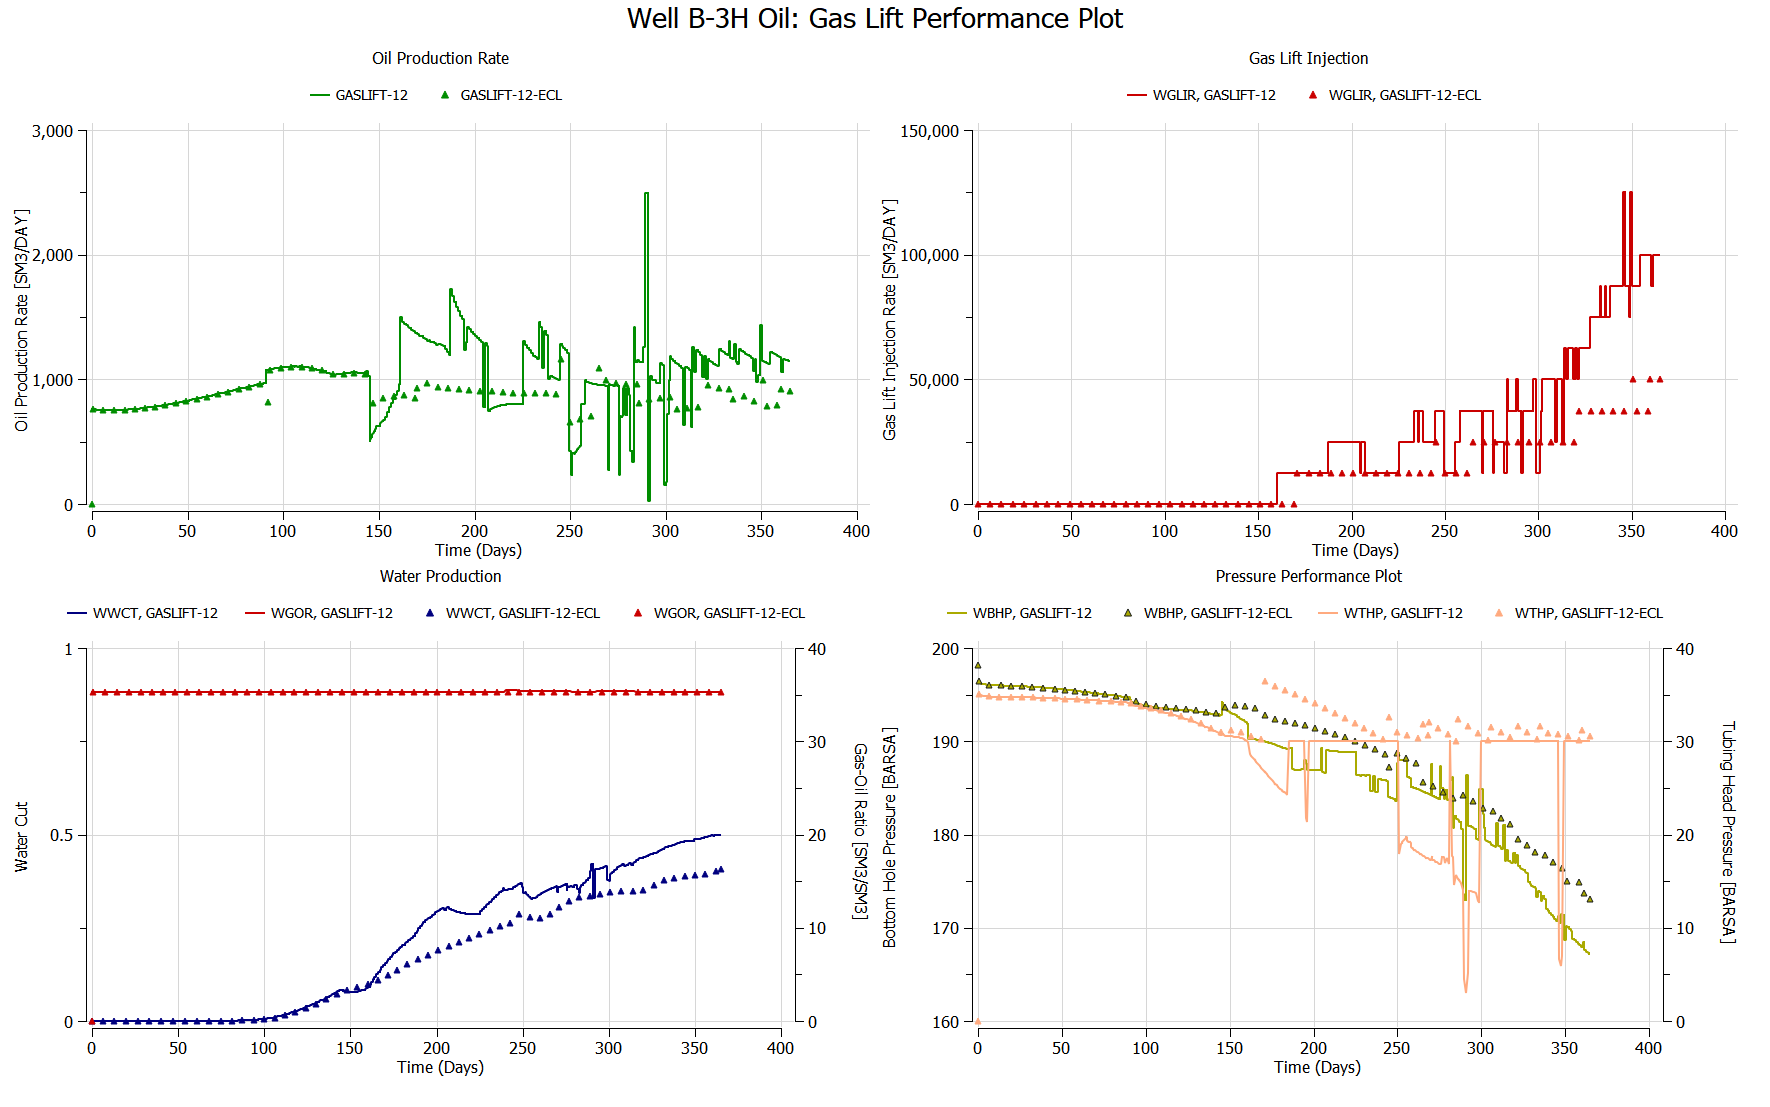 Well B-3H Oil: Gas Lift Performance Plot
Oil Production Rate
GASLIFT-12
GASLIFT-12-ECL
Oil Production Rate [SM3/DAY]
3,000
2,000
1,000
0
0 50 100 150 200 250 300 350 400
Time (Days)
Gas Lift Injection
WGLIR, GASLIFT-12
WGLIR, GASLIFT-12-ECL
Gas Lift Injection Rate [SM3/DAY]
150,000
100,000
50,000
0
0 50 100 150 200 250 300 350 400
Time (Days)
Water Production
WWCT, GASLIFT-12
WGOR, GASLIFT-12
WWCT, GASLIFT-12-ECL
WGOR, GASLIFT-12-ECL
Water Cut
1
0.5
0
40
30
20
10
0
Gas-Oil Ratio [SM3/SM3]
0 50 100 150 200 250 300 350 400
Time (Days)
Pressure Performance Plot
WBHP, GASLIFT-12
WBHP, GASLIFT-12-ECL
WTHP, GASLIFT-12
WTHP, GASLIFT-12-ECL
Bottom Hole Pressure [BARSA]
200
190
180
170
160
40
30
20
10
0
Tubing Head Pressure [BARSA]
0 50 100 150 200 250 300 350 400
Time (Days)